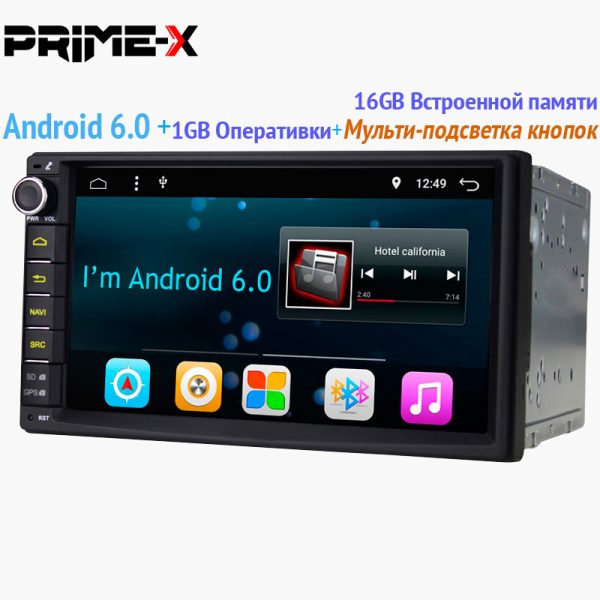 PRIME-X
16GB Встроенной памяти
Android 6.0 +1GB Оперативки+Мульти-подсветка кнопок
12:49
PWR VOL
Hotel california
I'm Android 6.0
2:40 7:14
NAVI
SRC
SD
GPS
RST